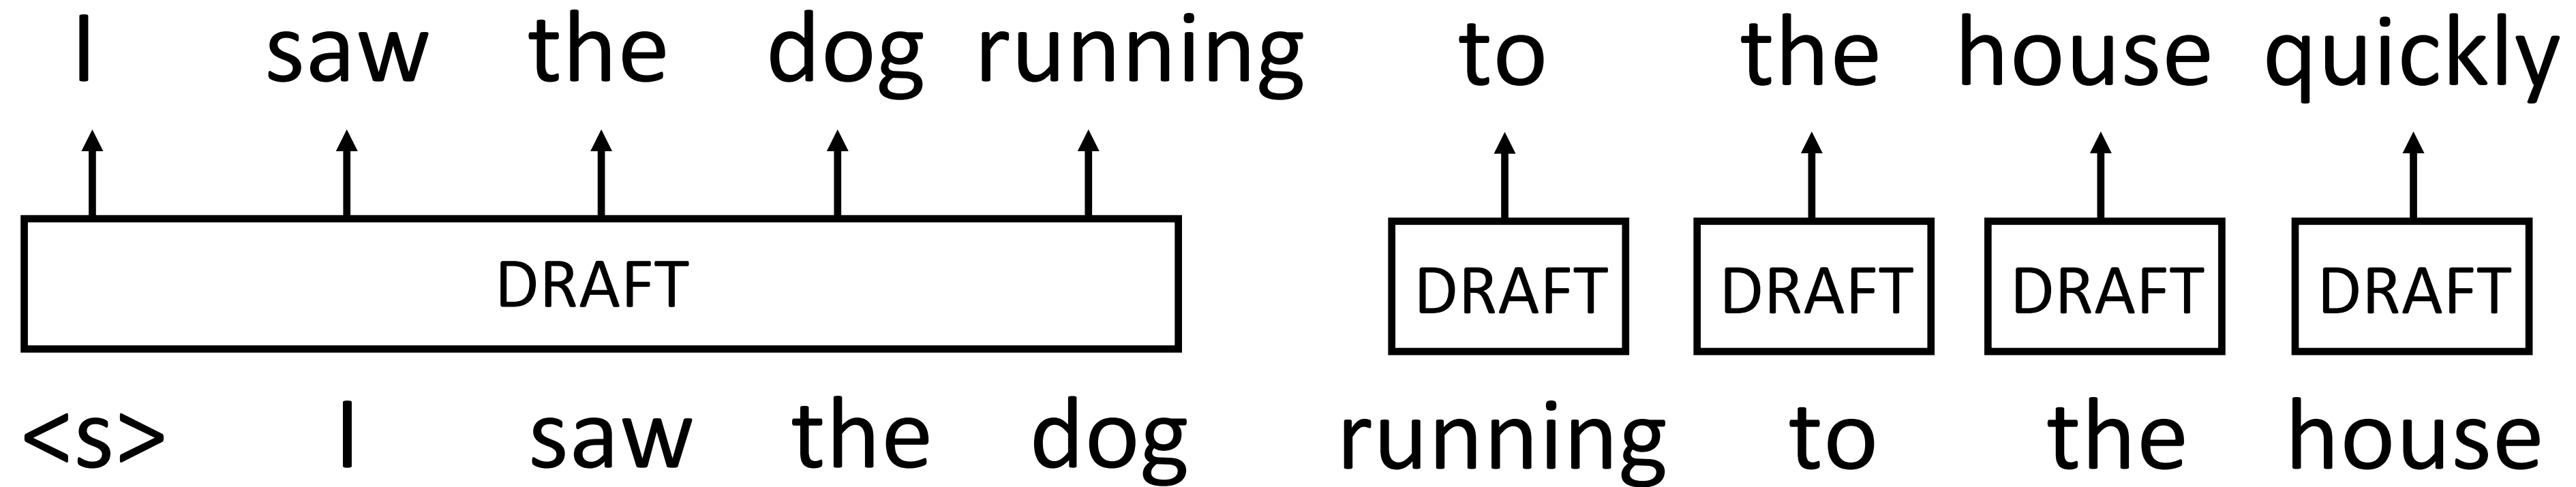 I saw the dog running to the house quickly
DRAFT DRAFT DRAFT DRAFT DRAFT
<s> I saw the dog running to the house